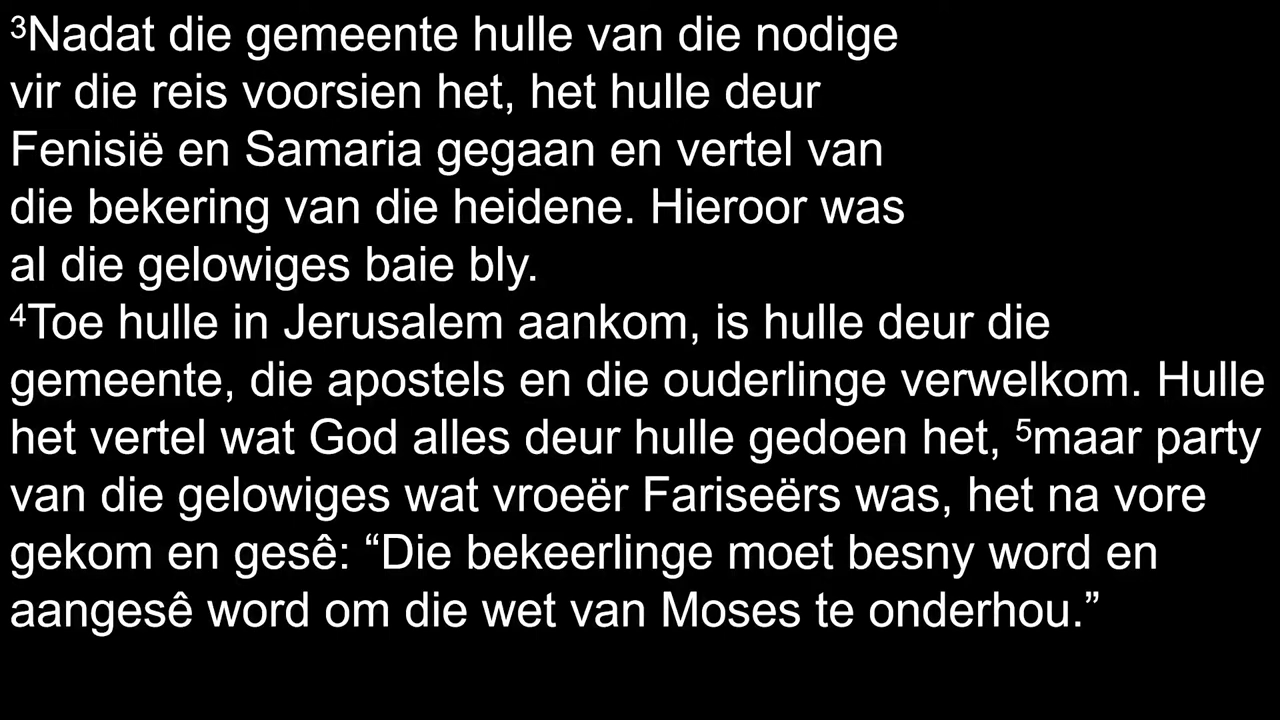 ³Nadat die gemeente hulle van die nodige
vir die reis voorsien het, het hulle deur
Fenisië en Samaria gegaan en vertel van
die bekering van die heidene. Hieroor was
al die gelowiges baie bly.
⁴Toe hulle in Jerusalem aankom, is hulle deur die
gemeente, die apostels en die ouderlinge verwelkom. Hulle
het vertel wat God alles deur hulle gedoen het, ⁵maar party
van die gelowiges wat vroeër Fariseërs was, het na vore
gekom en gesê: “Die bekeerlinge moet besny word en
aangesê word om die wet van Moses te onderhou.”